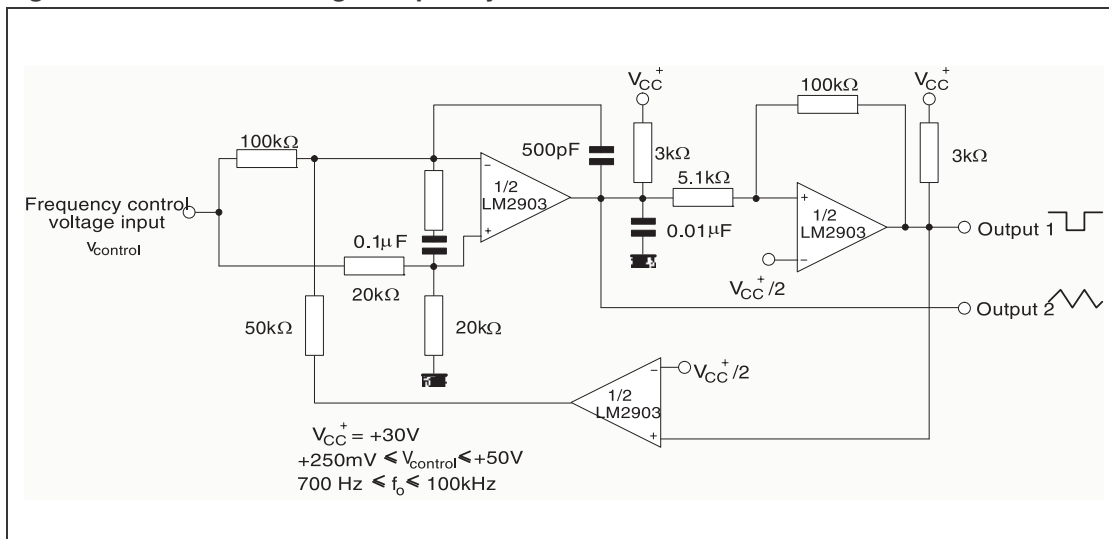 V_CC^+
100kΩ
V_CC^+
100kΩ
500pF
3kΩ
3kΩ
5.1kΩ
Frequency control
voltage input
V_control
-
1/2
LM2903
+
0.1μF
0.01μF
+
1/2
LM2903
-
Output 1
V_CC^+/2
20kΩ
20kΩ
50kΩ
Output 2
-
V_CC^+/2
1/2
LM2903
+
V_CC^+ = +30V
+250mV ⩽ V_control ⩽ +50V
700 Hz ⩽ f_o ⩽ 100kHz